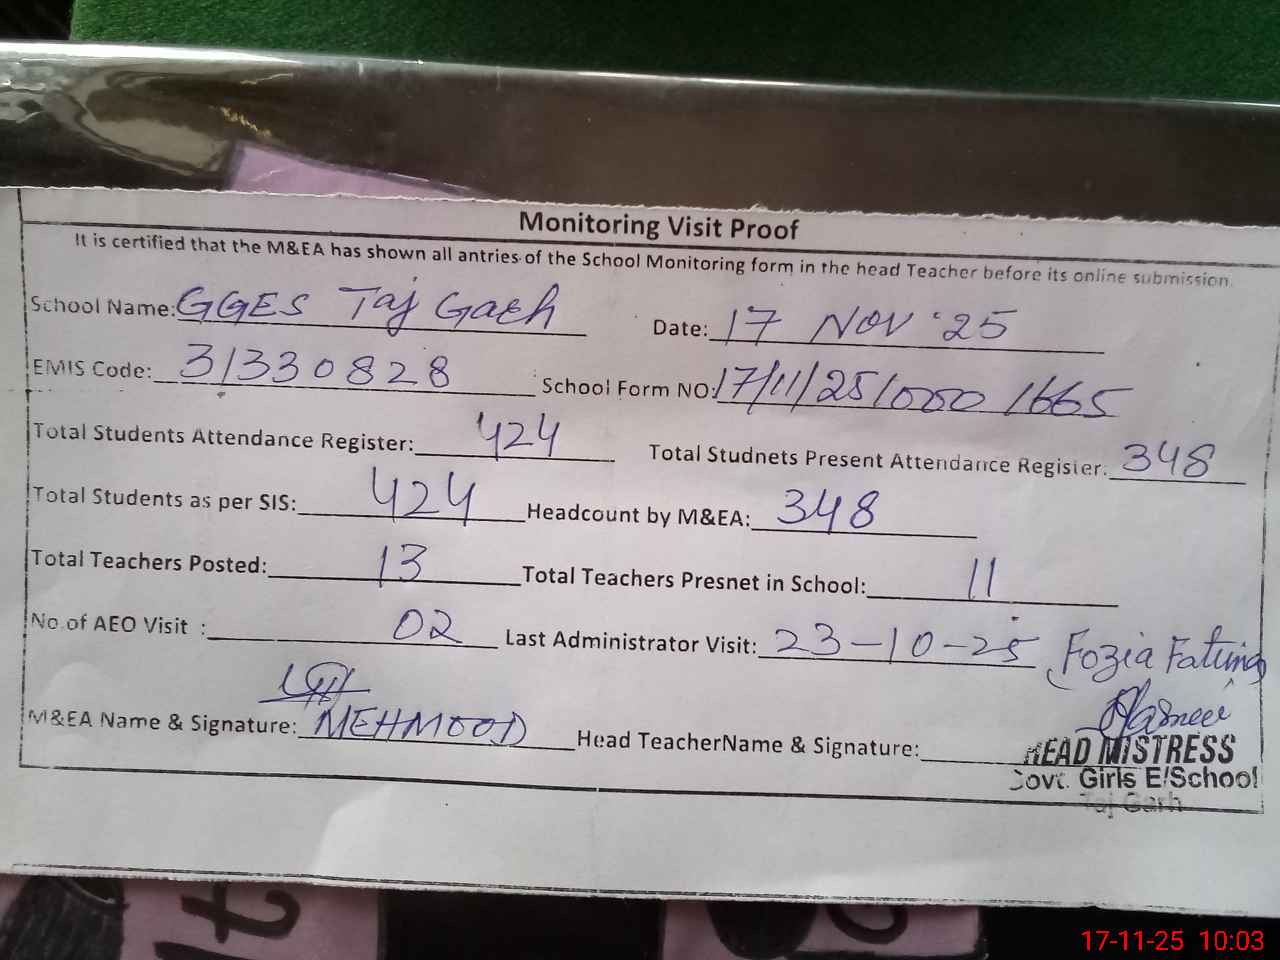 Monitoring Visit Proof
It is certified that the M&EA has shown all antries of the School Monitoring form in the head Teacher before its online submission.
School Name: GGES Taj Gach Date: 17 NOV '25
EMIS Code: 31330828 School Form NO: 17/11/25/000 1665
Total Students Attendance Register: 424 Total Studnets Present Attendance Register: 348
Total Students as per SIS: 424 Headcount by M&EA: 348
Total Teachers Posted: 13 Total Teachers Presnet in School: 11
No.of AEO Visit : 02 Last Administrator Visit: 23-10-25 (Fozia Fatima)
M&EA Name & Signature: MEHMOOD Head TeacherName & Signature:
HEAD MISTRESS
Govt. Girls E/School
Taj Garh
17-11-25 10:03